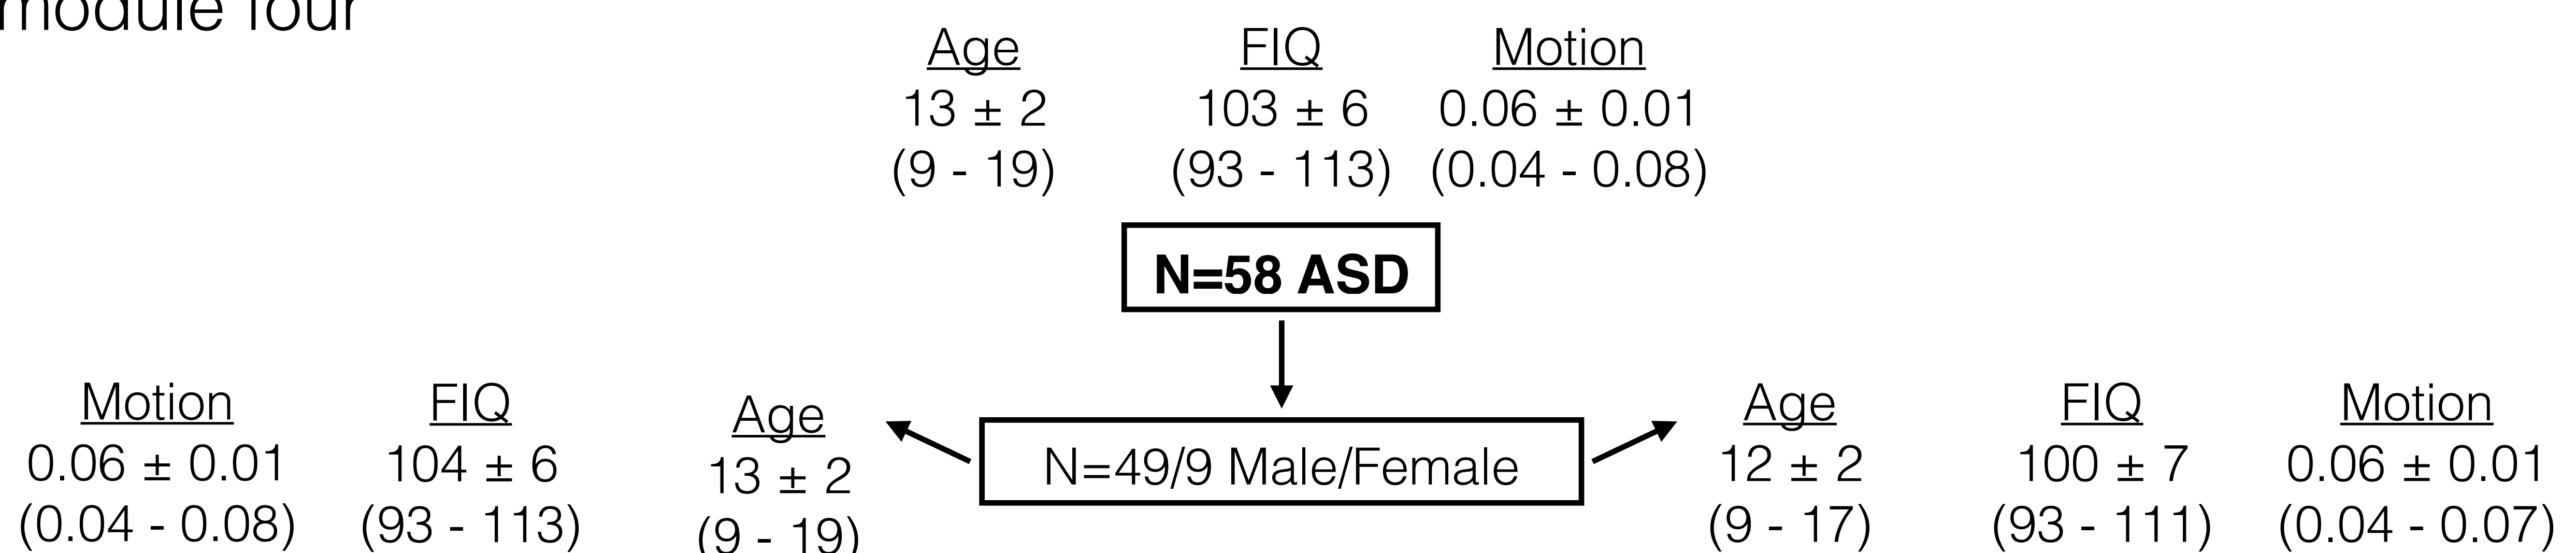 module four
Age FIQ Motion
13 ± 2 103 ± 6 0.06 ± 0.01
(9 - 19) (93 - 113) (0.04 - 0.08)
N=58 ASD
Motion FIQ Age
0.06 ± 0.01 104 ± 6 13 ± 2
(0.04 - 0.08) (93 - 113) (9 - 19)
N=49/9 Male/Female
Age FIQ Motion
12 ± 2 100 ± 7 0.06 ± 0.01
(9 - 17) (93 - 111) (0.04 - 0.07)